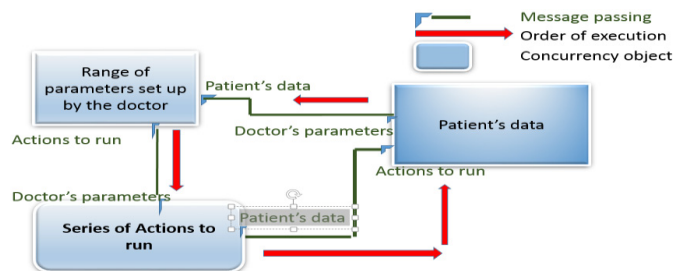 Message passing
Order of execution
Concurrency object
Range of
parameters set up
by the doctor
Patient's data
Doctor's parameters
Patient's data
Actions to run
Actions to run
Doctor's parameters
Series of Actions to
run
Patient's data